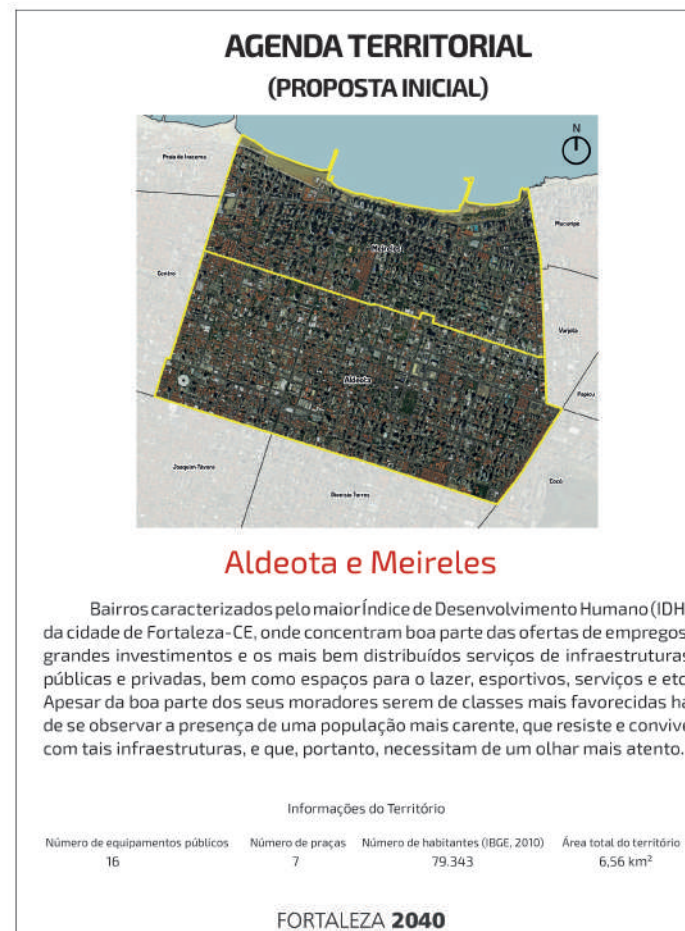 AGENDA TERRITORIAL
(PROPOSTA INICIAL)
N
Praia de Iracema
Mucuripe
Meireles
Centro
Varjota
Aldeota
Papicu
Joaquim Távora
Cocó
Dionísio Torres
Aldeota e Meireles
Bairros caracterizados pelo maior Índice de Desenvolvimento Humano (IDH
da cidade de Fortaleza-CE, onde concentram boa parte das ofertas de empregos
grandes investimentos e os mais bem distribuídos serviços de infraestruturas
públicas e privadas, bem como espaços para o lazer, esportivos, serviços e etc
Apesar da boa parte dos seus moradores serem de classes mais favorecidas há
de se observar a presença de uma população mais carente, que resiste e convive
com tais infraestruturas, e que, portanto, necessitam de um olhar mais atento.
Informações do Território
Número de equipamentos públicos Número de praças Número de habitantes (IBGE, 2010) Área total do território
16 7 79.343 6,56 km²
FORTALEZA 2040